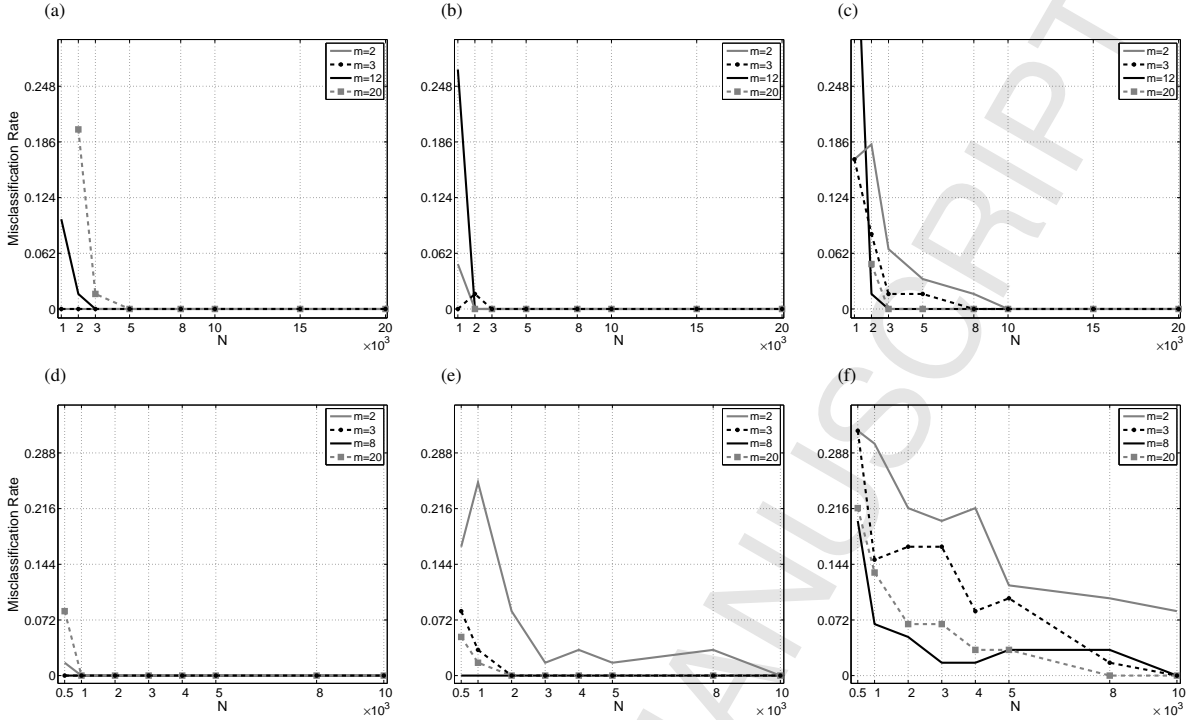 (a)
(b)
(c)
m=2
m=3
m=12
m=20
m=2
m=3
m=12
m=20
m=2
m=3
m=12
m=20
Misclassification Rate
0.248
0.186
0.124
0.062
0
0.248
0.186
0.124
0.062
0
0.248
0.186
0.124
0.062
0
1 2 3 5 8 10 15 20
N
×10³
1 2 3 5 8 10 15 20
N
×10³
1 2 3 5 8 10 15 20
N
×10³
(d)
(e)
(f)
m=2
m=3
m=8
m=20
m=2
m=3
m=8
m=20
m=2
m=3
m=8
m=20
Misclassification Rate
0.288
0.216
0.144
0.072
0
0.288
0.216
0.144
0.072
0
0.288
0.216
0.144
0.072
0
0.5 1 2 3 4 5 8 10
N
×10³
0.5 1 2 3 4 5 8 10
N
×10³
0.5 1 2 3 4 5 8 10
N
×10³
ANUSCRIPT